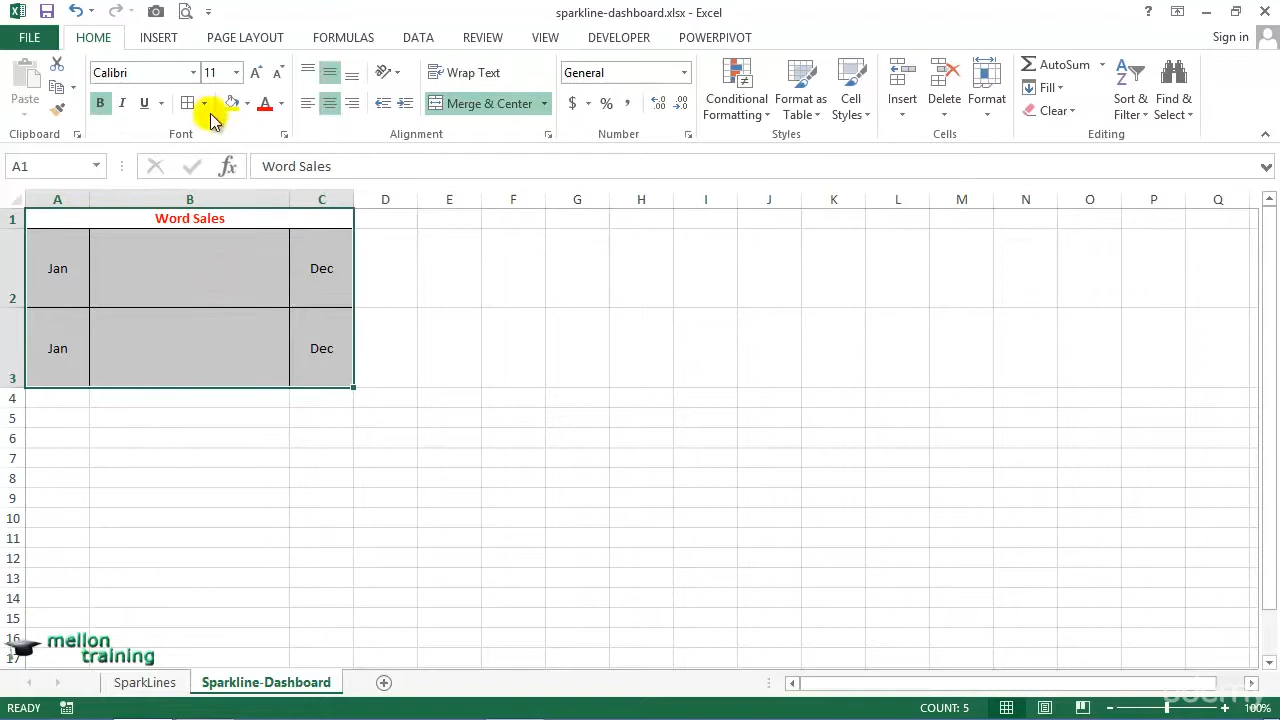 sparkline-dashboard.xlsx - Excel
FILE HOME INSERT PAGE LAYOUT FORMULAS DATA REVIEW VIEW DEVELOPER POWERPIVOT Sign in
Calibri 11 Wrap Text General AutoSum
Paste B I U Merge & Center $ % , Conditional Formatting Format as Table Cell Styles Insert Delete Format Fill Clear Sort & Filter Find & Select
Clipboard Font Alignment Number Styles Cells Editing
A1 fx Word Sales
A B C D E F G H I J K L M N O P Q
1 Word Sales
2 Jan Dec
3 Jan Dec
4
5
6
7
8
9
10
11
12
13
14
15
16
17
mellon
training
SparkLines Sparkline-Dashboard
READY COUNT: 5 100%
udemy